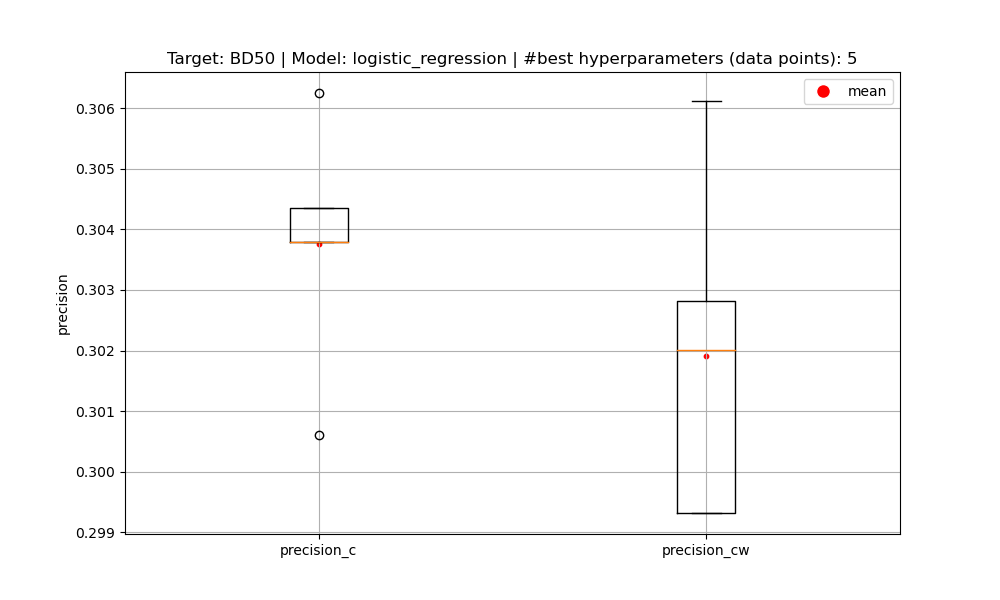 Target: BD50 | Model: logistic_regression | #best hyperparameters (data points): 5
mean
0.306
0.305
0.304
0.303
0.302
0.301
0.300
0.299
precision
precision_c
precision_cw